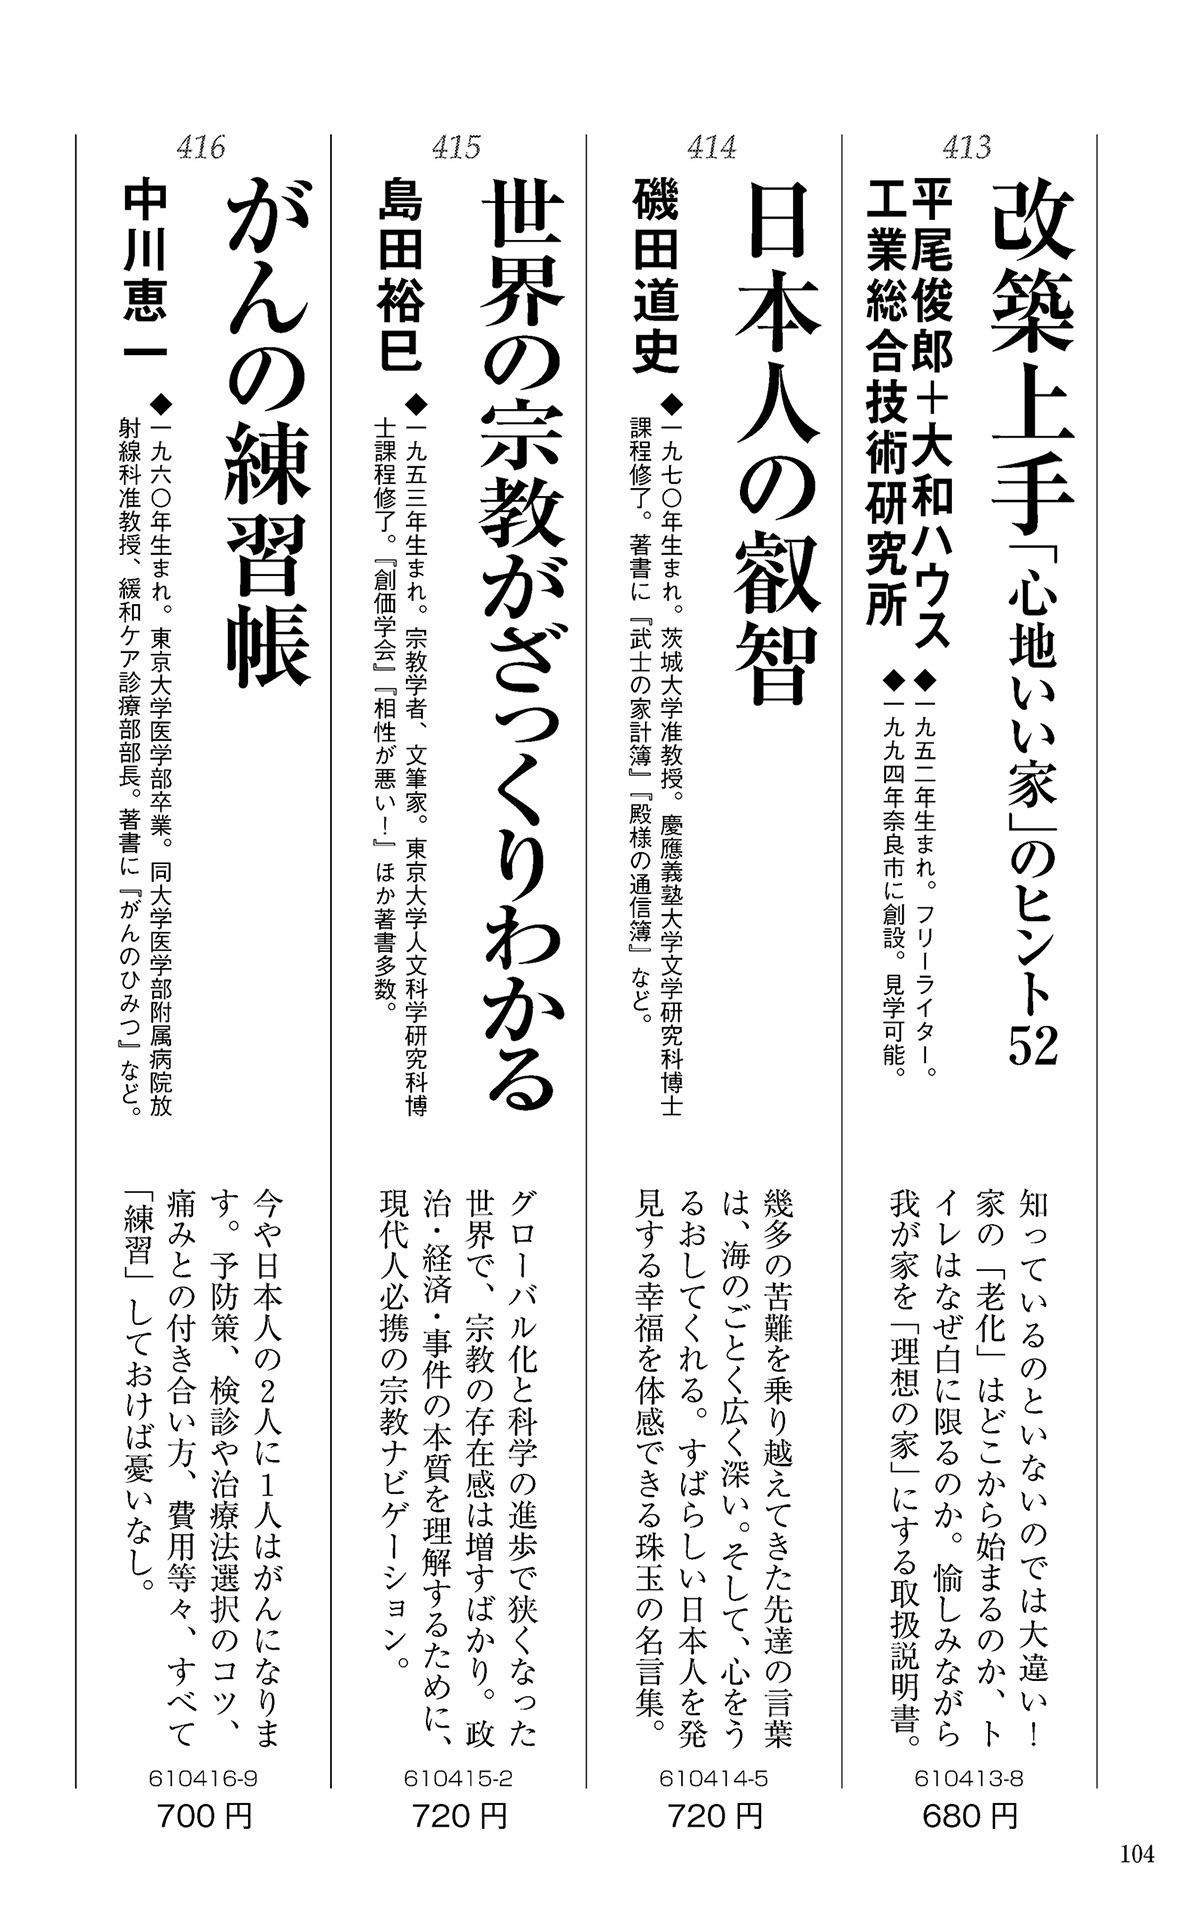 413
改築上手「心地いい家」のヒント52
平尾俊郎＋大和ハウス
工業総合技術研究所
◆一九五二年生まれ。フリーライター。
◆一九九四年奈良市に創設。見学可能。
知っているのといないのでは大違い！
家の「老化」はどこから始まるのか、ト
イレはなぜ白に限るのか。愉しみながら
我が家を「理想の家」にする取扱説明書。
610413-8
680円
414
日本人の叡智
磯田道史
◆一九七〇年生まれ。茨城大学准教授。慶應義塾大学文学研究科博士
課程修了。著書に『武士の家計簿』『殿様の通信簿』など。
幾多の苦難を乗り越えてきた先達の言葉
は、海のごとく広く深い。そして、心をう
るおしてくれる。すばらしい日本人を発
見する幸福を体感できる珠玉の名言集。
610414-5
720円
415
世界の宗教がざっくりわかる
島田裕巳
◆一九五三年生まれ。宗教学者、文筆家。東京大学人文科学研究科博
士課程修了。『創価学会』『相性が悪い！』ほか著書多数。
グローバル化と科学の進歩で狭くなった
世界で、宗教の存在感は増すばかり。政
治・経済・事件の本質を理解するために、
現代人必携の宗教ナビゲーション。
610415-2
720円
416
がんの練習帳
中川恵一
◆一九六〇年生まれ。東京大学医学部卒業。同大学医学部附属病院放
射線科准教授、緩和ケア診療部部長。著書に『がんのひみつ』など。
今や日本人の2人に1人はがんになりま
す。予防策、検診や治療法選択のコツ、
痛みとの付き合い方、費用等々、すべて
「練習」しておけば憂いなし。
610416-9
700円
104